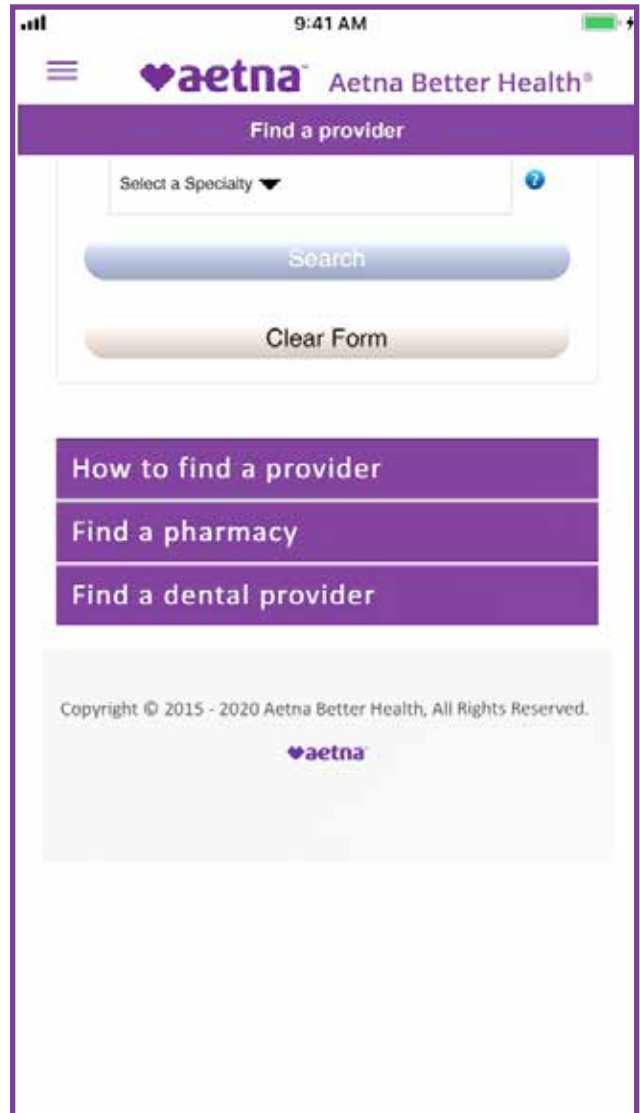 9:41 AM
aetna™ Aetna Better Health®
Find a provider
Select a Specialty
?
Search
Clear Form
How to find a provider
Find a pharmacy
Find a dental provider
Copyright © 2015 - 2020 Aetna Better Health, All Rights Reserved.
aetna